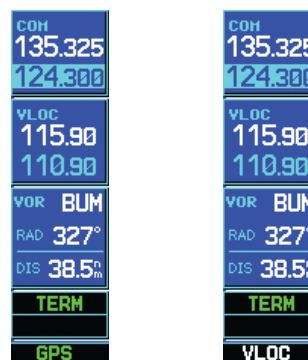 COM
135.325
124.300
VLOC
115.90
110.90
VOR BUM
RAD 327°
DIS 38.5nm
TERM
GPS
COM
135.325
124.300
VLOC
115.90
110.90
VOR BUM
RAD 327°
DIS 38.5
TERM
VLOC